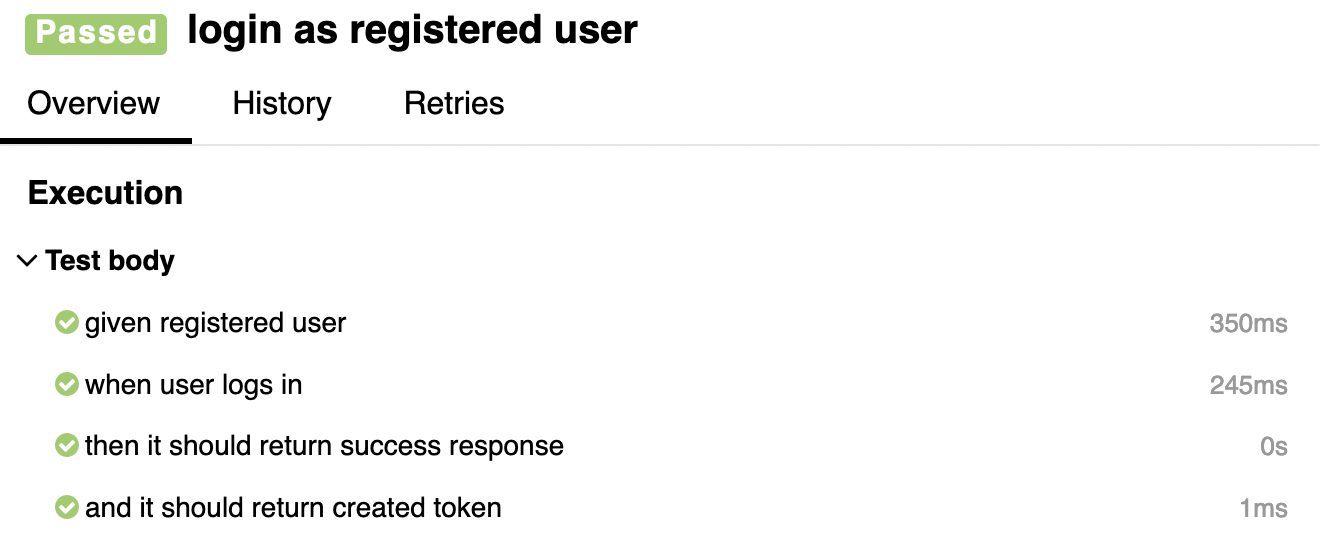 Passed login as registered user
Overview History Retries
Execution
Test body
given registered user 350ms
when user logs in 245ms
then it should return success response 0s
and it should return created token 1ms